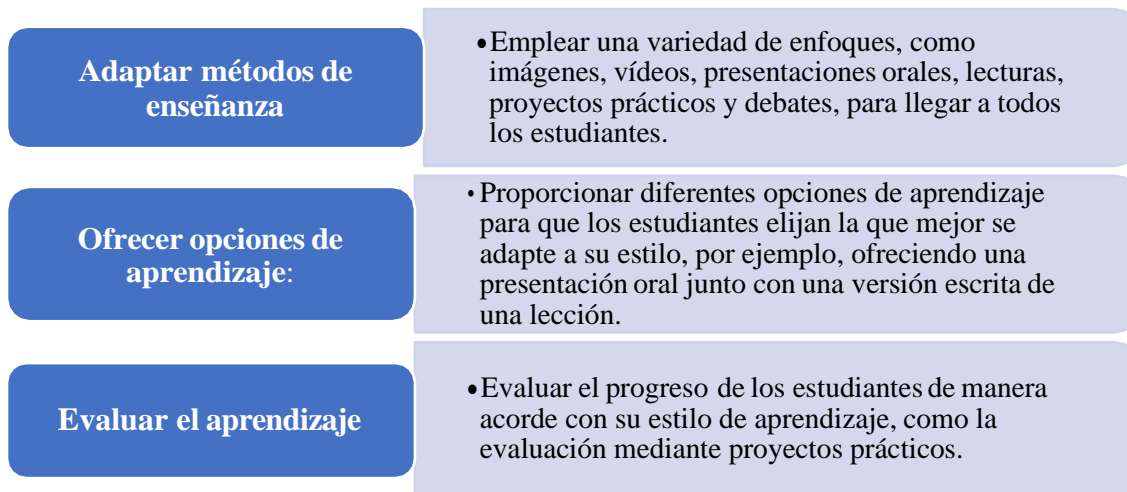 Adaptar métodos de
enseñanza
•Emplear una variedad de enfoques, como
imágenes, vídeos, presentaciones orales, lecturas,
proyectos prácticos y debates, para llegar a todos
los estudiantes.
Ofrecer opciones de
aprendizaje:
• Proporcionar diferentes opciones de aprendizaje
para que los estudiantes elijan la que mejor se
adapte a su estilo, por ejemplo, ofreciendo una
presentación oral junto con una versión escrita de
una lección.
Evaluar el aprendizaje
•Evaluar el progreso de los estudiantes de manera
acorde con su estilo de aprendizaje, como la
evaluación mediante proyectos prácticos.